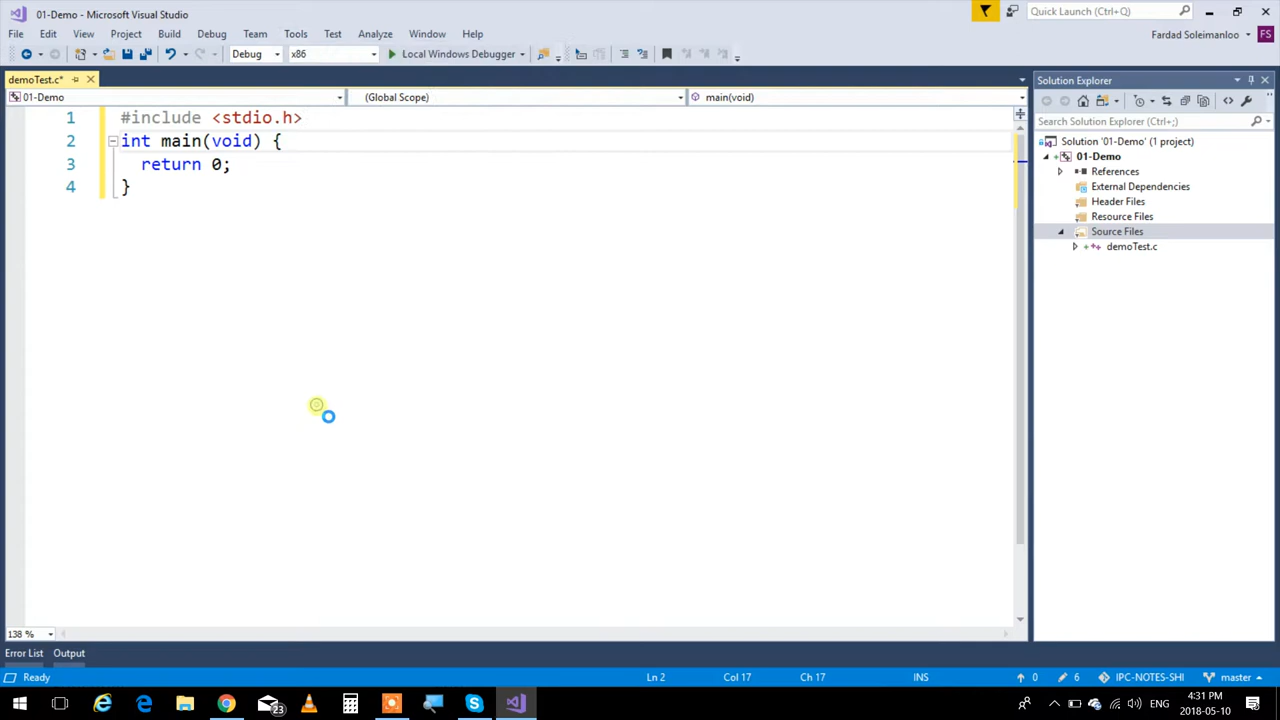 01-Demo - Microsoft Visual Studio
Quick Launch (Ctrl+Q)
File Edit View Project Build Debug Team Tools Test Analyze Window Help
Fardad Soleimanloo FS
Debug x86 Local Windows Debugger
demoTest.c*
Solution Explorer
01-Demo (Global Scope) main(void)
Search Solution Explorer (Ctrl+;)
1 #include <stdio.h>
2 int main(void) {
3 return 0;
4 }
Solution '01-Demo' (1 project)
01-Demo
References
External Dependencies
Header Files
Resource Files
Source Files
demoTest.c
138 %
Error List Output
Ready Ln 2 Col 17 Ch 17 INS 0 6 IPC-NOTES-SHI master
23
ENG
4:31 PM
2018-05-10